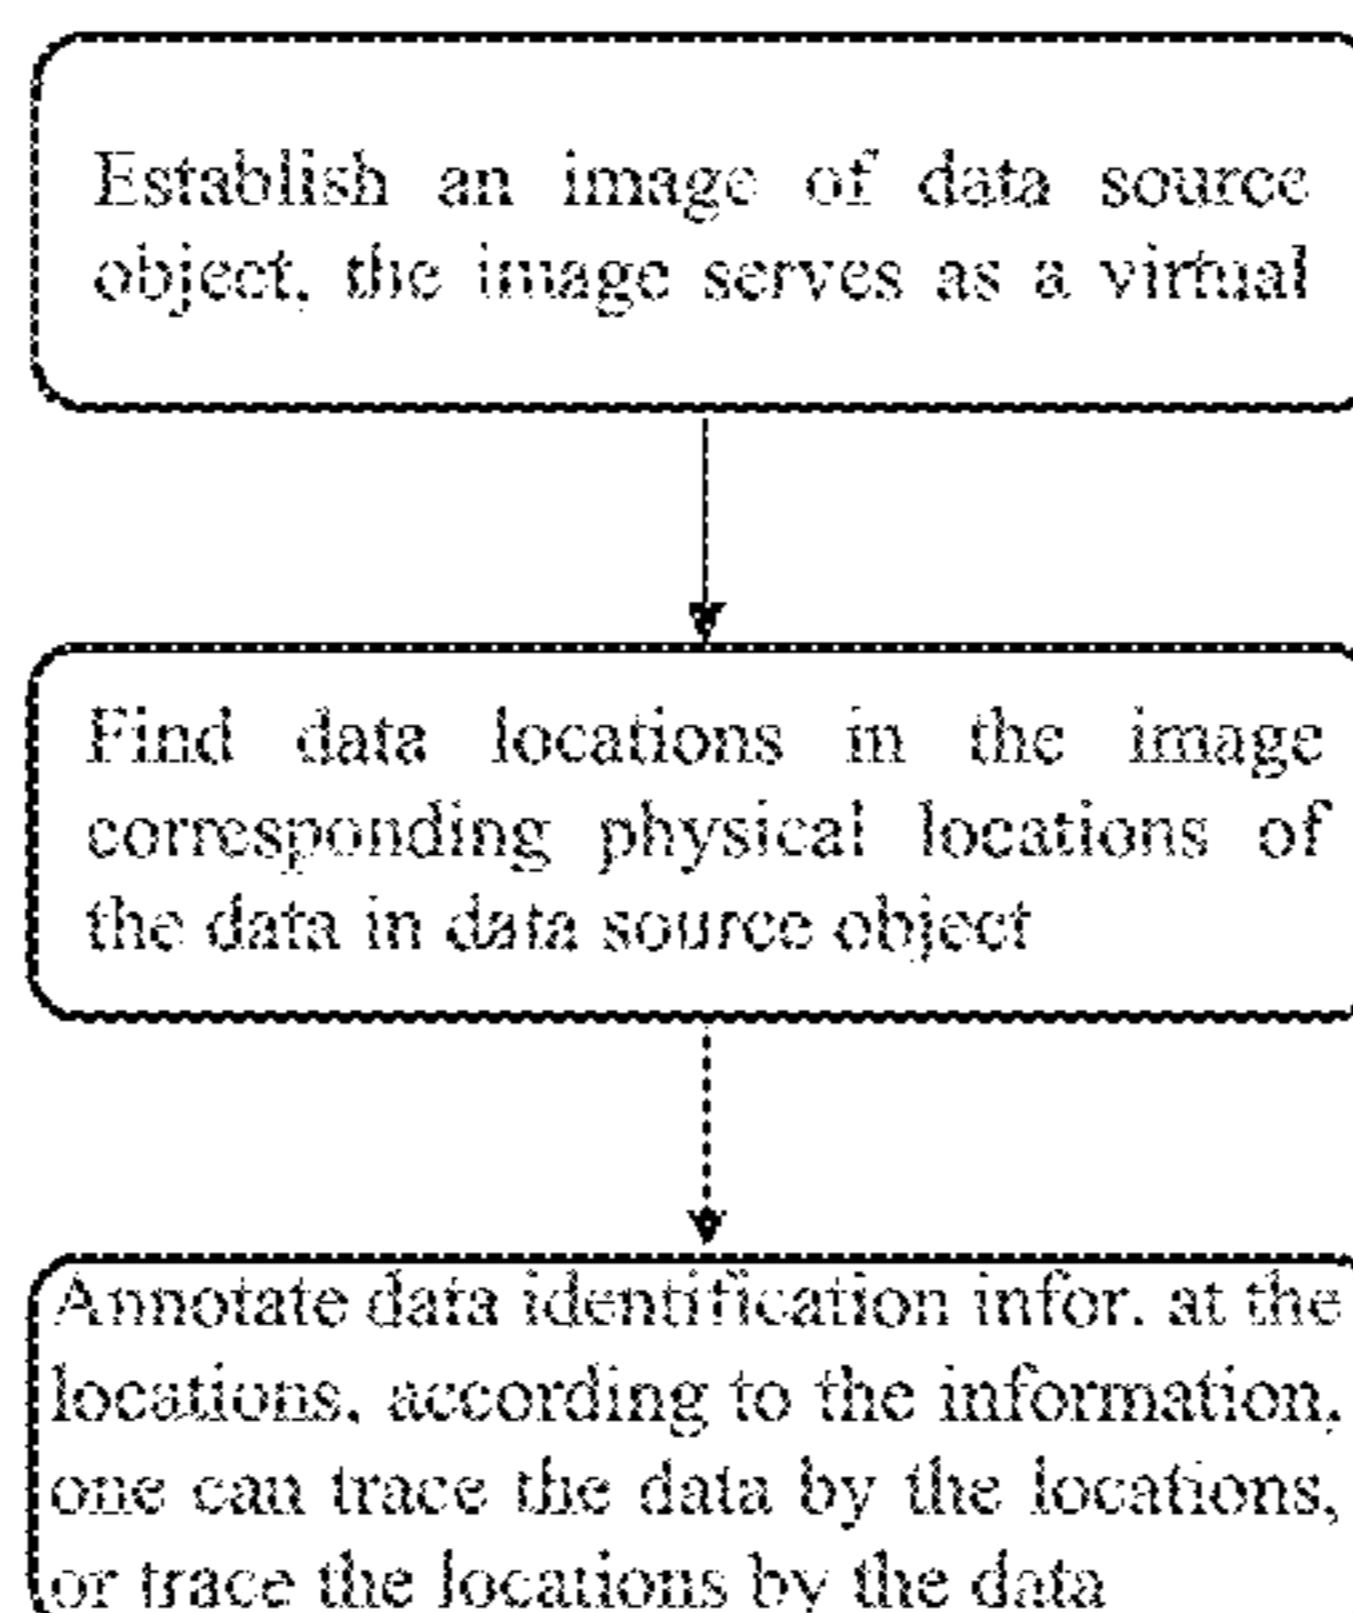 Establish an image of data source
object, the image serves as a virtual
Find data locations in the image
corresponding physical locations of
the data in data source object
Annotate data identification infor. at the
locations, according to the information,
one can trace the data by the locations,
or trace the locations by the data